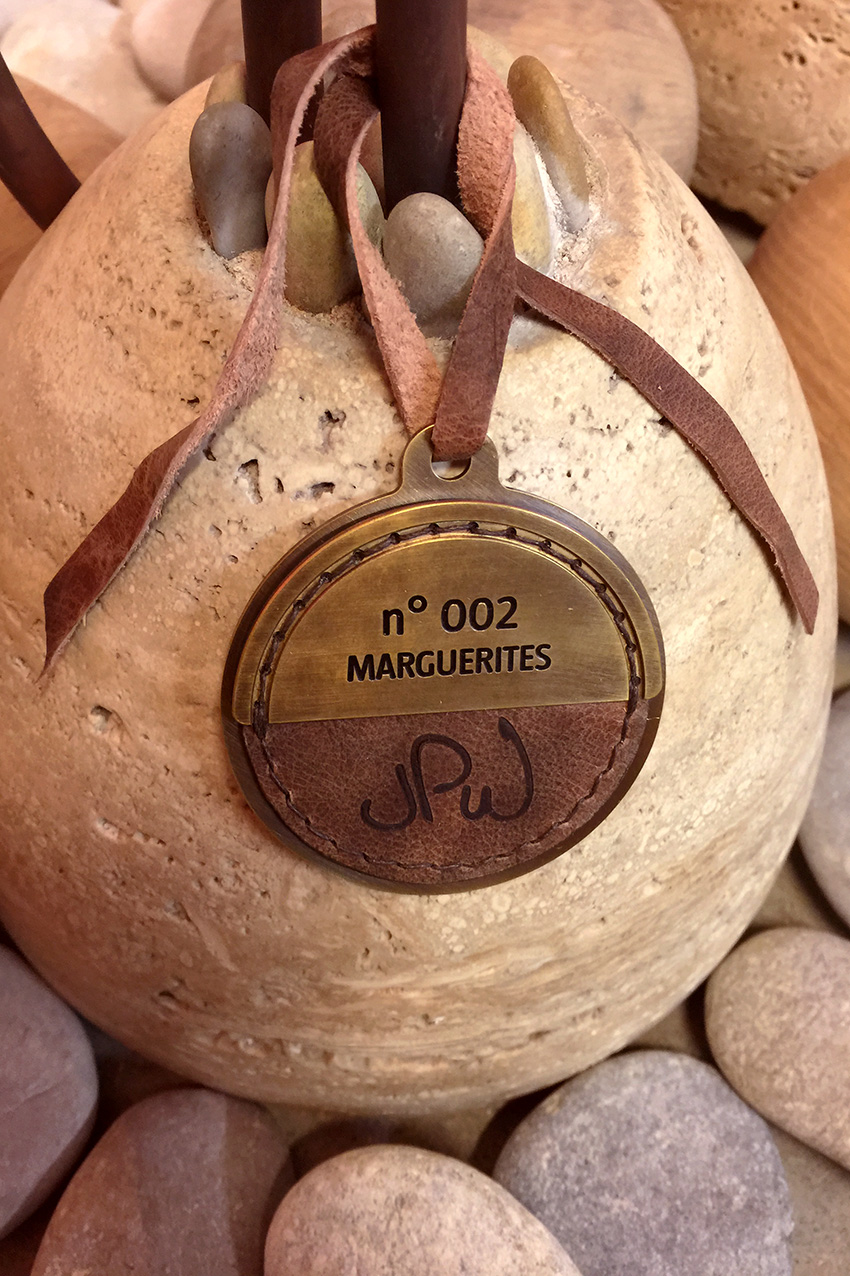 n° 002
MARGUERITES
JPW